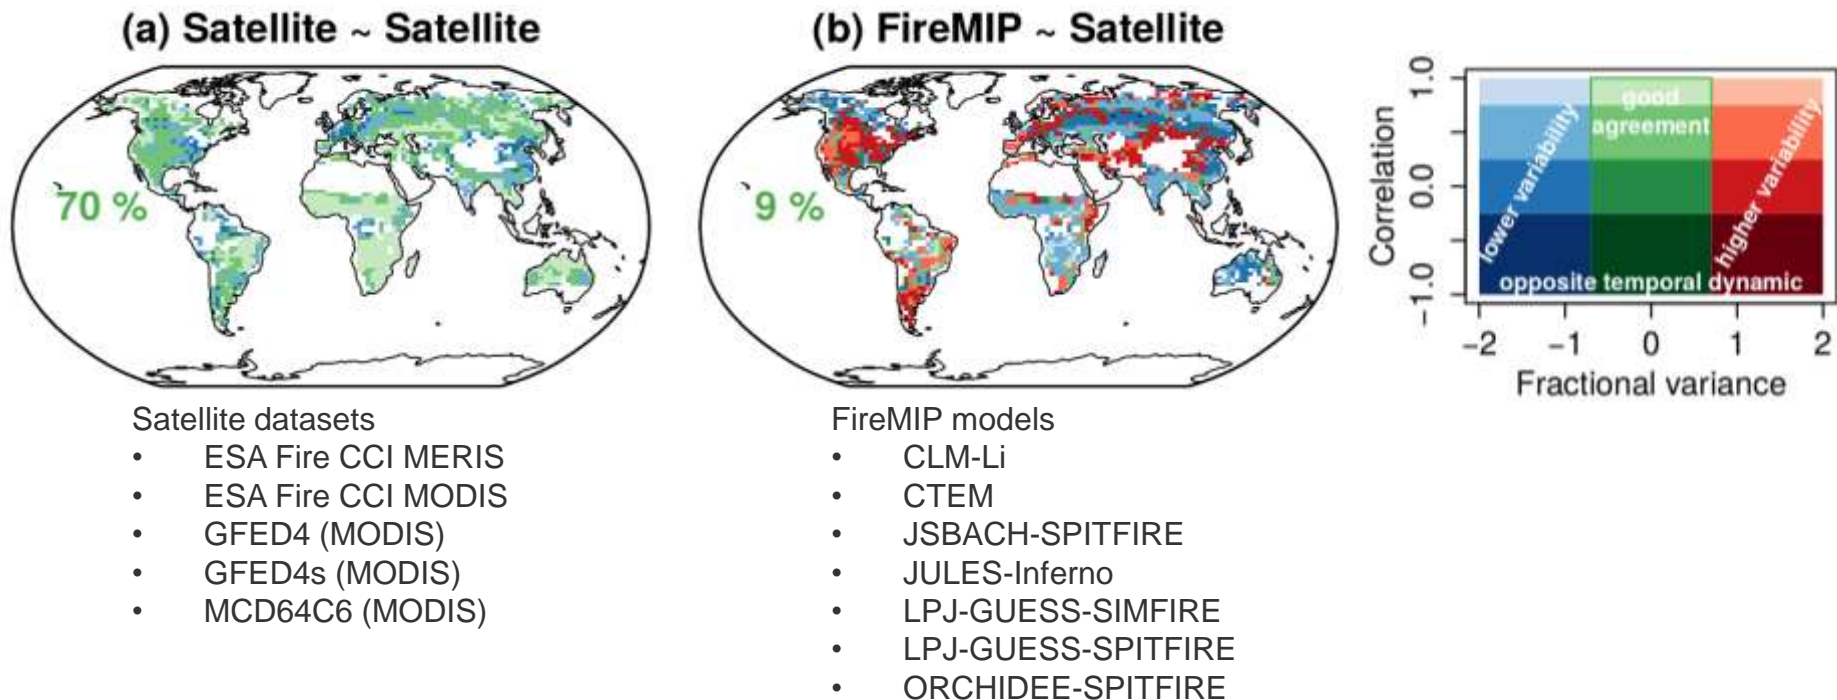 (a) Satellite ~ Satellite
70 %
Satellite datasets
• ESA Fire CCI MERIS
• ESA Fire CCI MODIS
• GFED4 (MODIS)
• GFED4s (MODIS)
• MCD64C6 (MODIS)
(b) FireMIP ~ Satellite
9 %
FireMIP models
• CLM-Li
• CTEM
• JSBACH-SPITFIRE
• JULES-Inferno
• LPJ-GUESS-SIMFIRE
• LPJ-GUESS-SPITFIRE
• ORCHIDEE-SPITFIRE
Correlation
1.0
0.0
−1.0
good
agreement
lower variability
higher variability
opposite temporal dynamic
−2 −1 0 1 2
Fractional variance